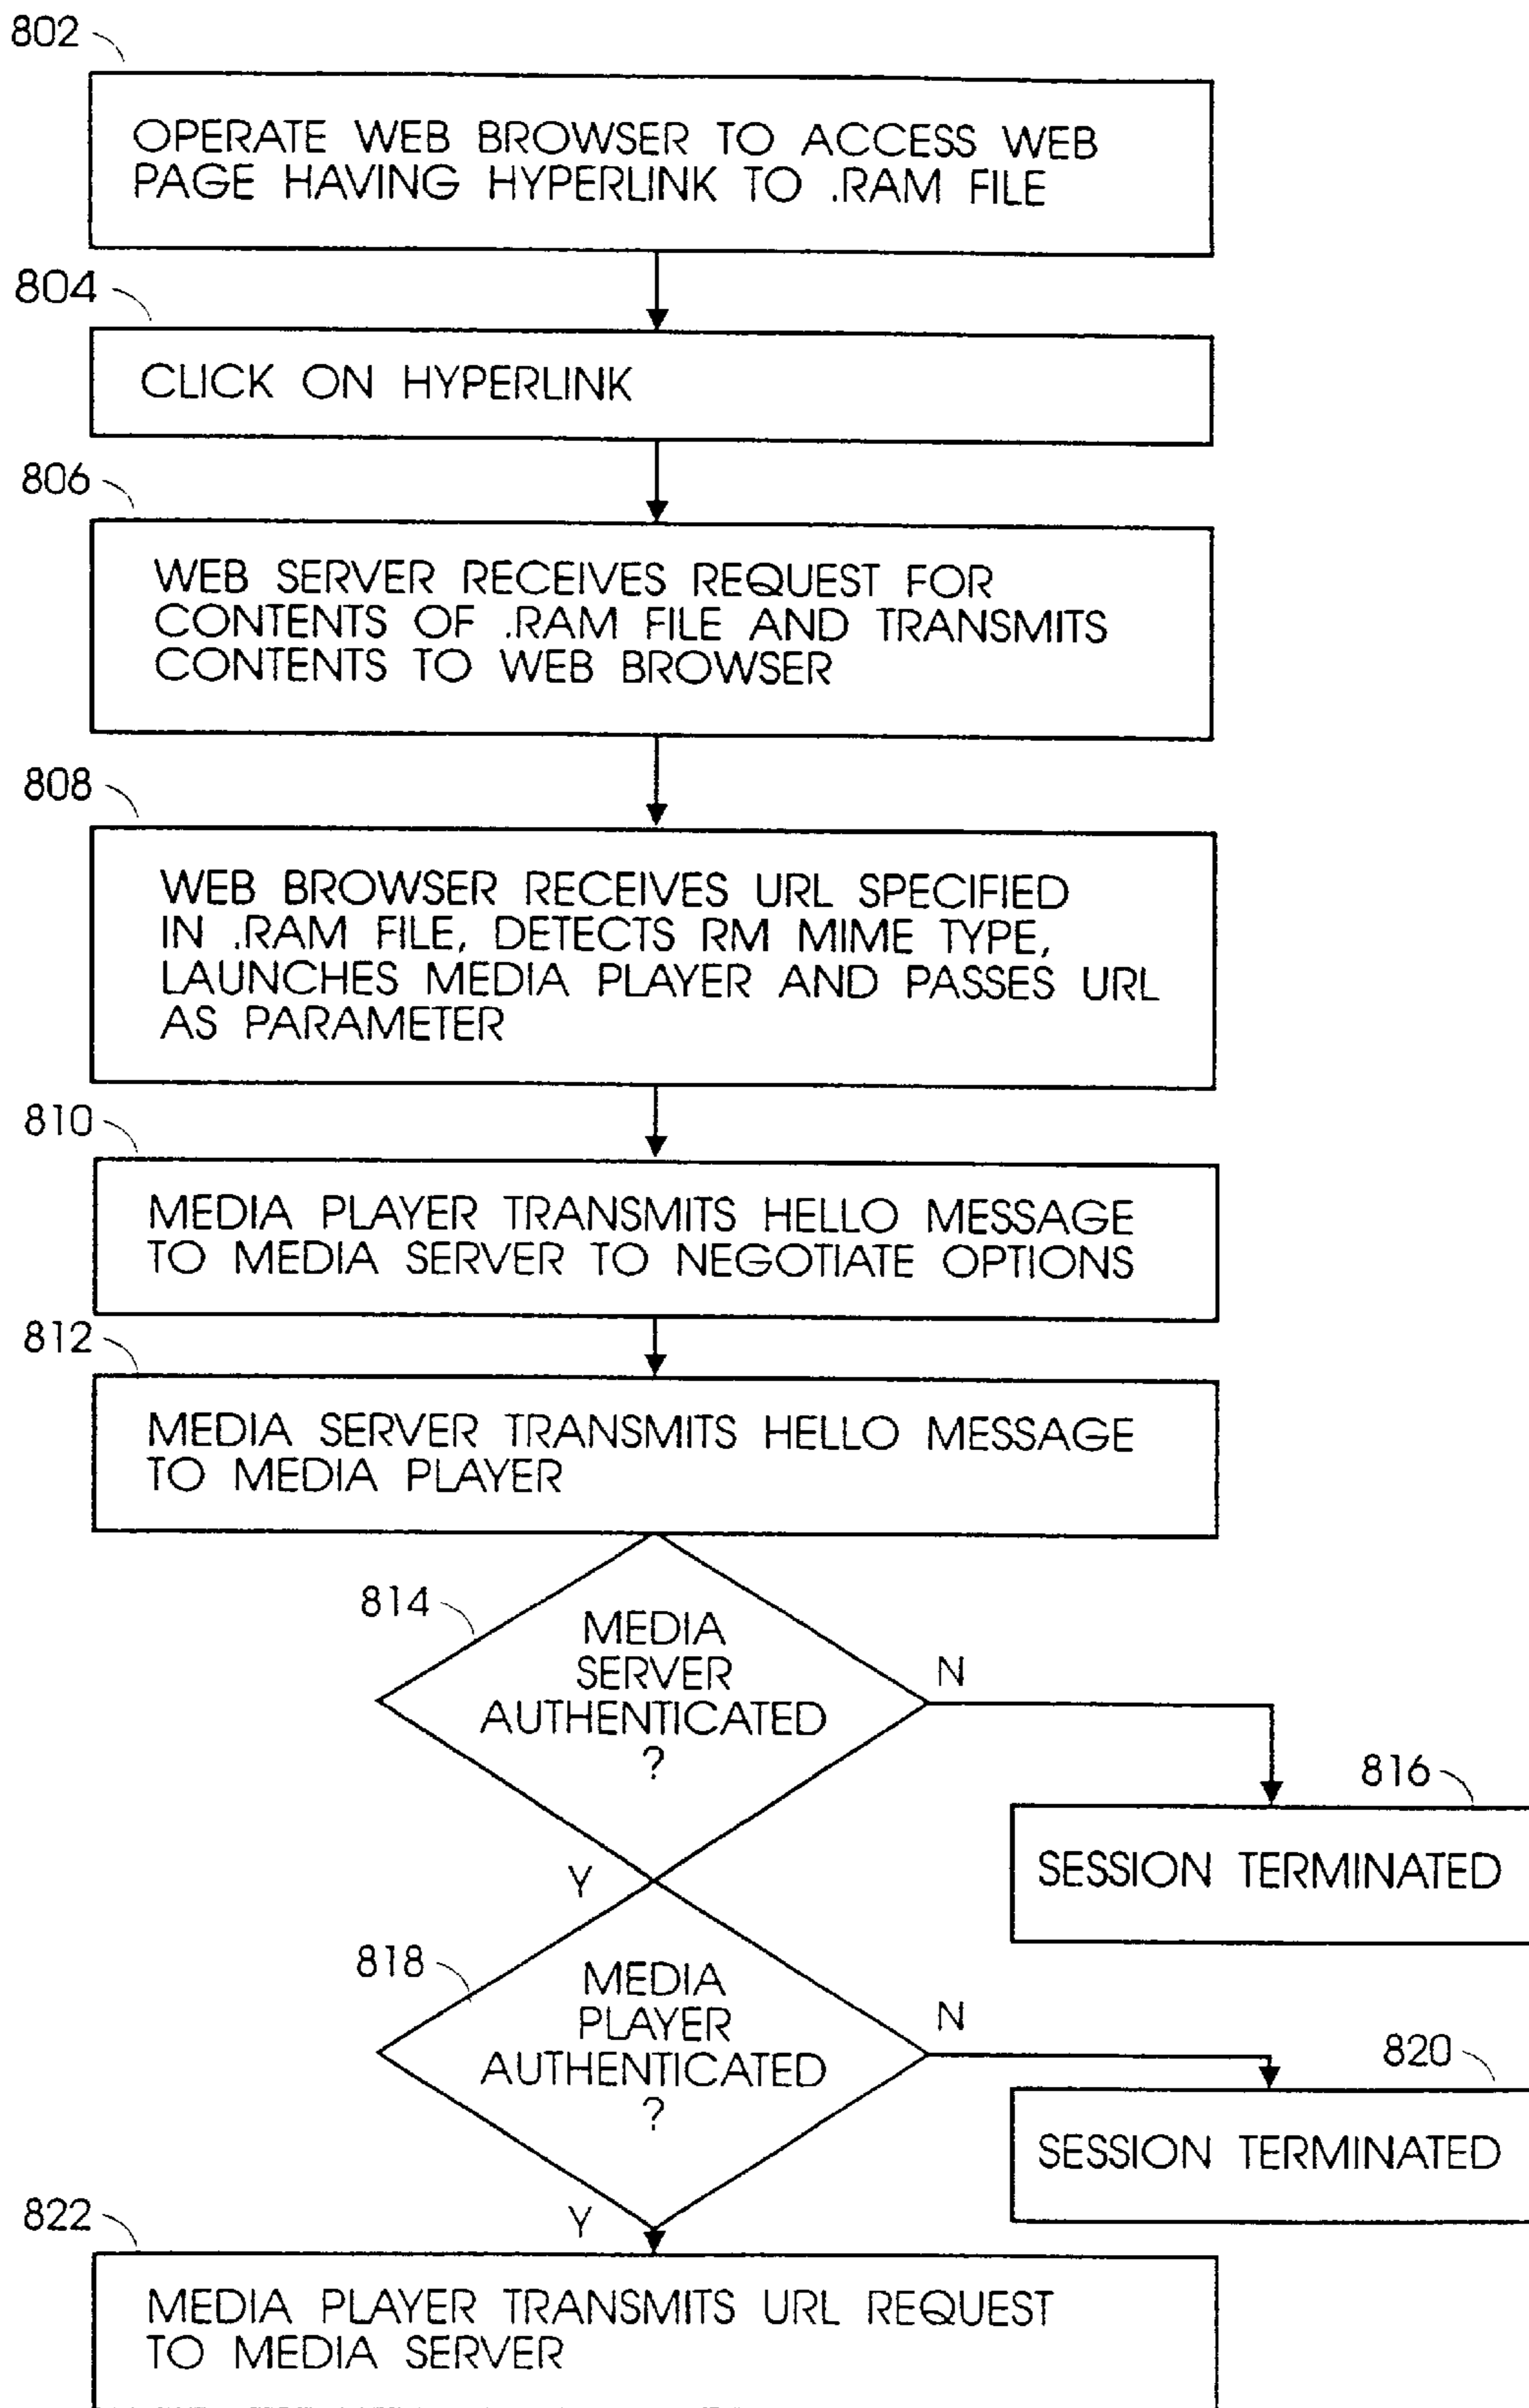 802
OPERATE WEB BROWSER TO ACCESS WEB
PAGE HAVING HYPERLINK TO .RAM FILE
804
CLICK ON HYPERLINK
806
WEB SERVER RECEIVES REQUEST FOR
CONTENTS OF .RAM FILE AND TRANSMITS
CONTENTS TO WEB BROWSER
808
WEB BROWSER RECEIVES URL SPECIFIED
IN .RAM FILE, DETECTS RM MIME TYPE,
LAUNCHES MEDIA PLAYER AND PASSES URL
AS PARAMETER
810
MEDIA PLAYER TRANSMITS HELLO MESSAGE
TO MEDIA SERVER TO NEGOTIATE OPTIONS
812
MEDIA SERVER TRANSMITS HELLO MESSAGE
TO MEDIA PLAYER
814
MEDIA
SERVER
AUTHENTICATED
?
N
816
SESSION TERMINATED
Y
818
MEDIA
PLAYER
AUTHENTICATED
?
N
820
SESSION TERMINATED
Y
822
MEDIA PLAYER TRANSMITS URL REQUEST
TO MEDIA SERVER